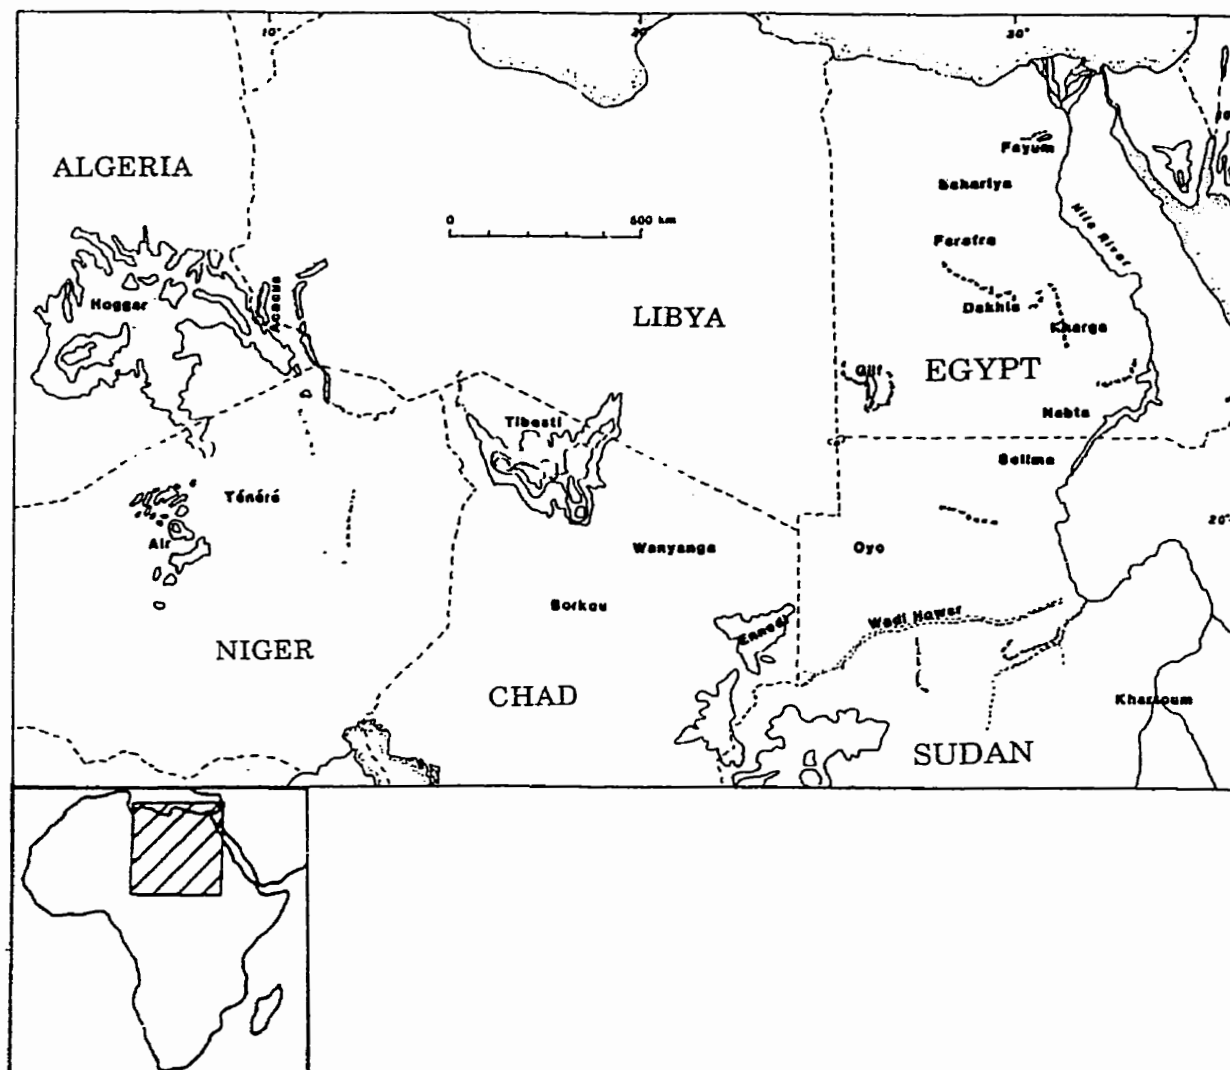 10°
20°
30°
Fayum
ALGERIA
Bahariya
0 500 km
Nile River
Farafra
Hoggar
Acacus
Dakhla
LIBYA
Kharga
Gilf
EGYPT
Nabta
Tibesti
Selima
Ténéré
20°
Air
Wanyanga
Oyo
Borkou
Wadi Howar
Ennedi
NIGER
CHAD
Khartoum
SUDAN